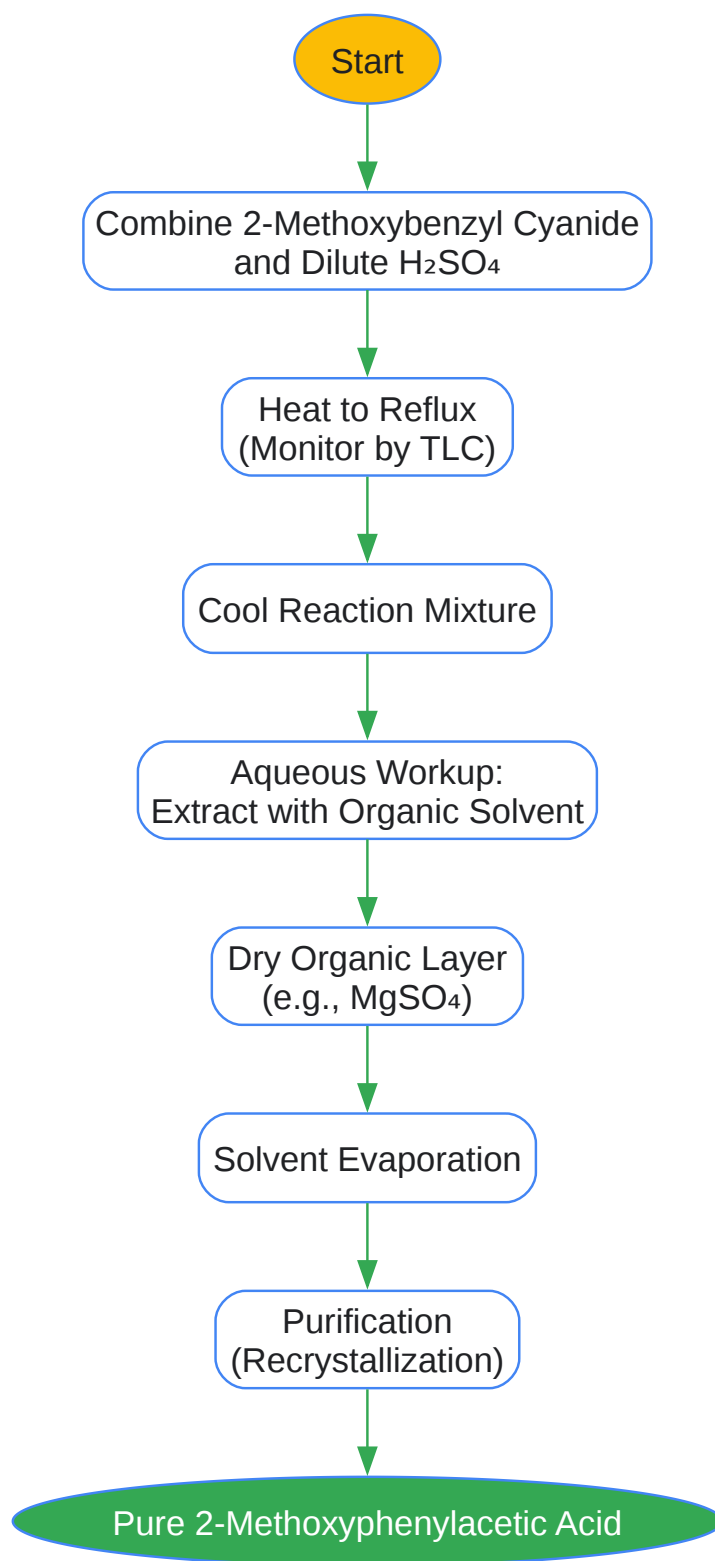 Start
Combine 2-Methoxybenzyl Cyanide
and Dilute H₂SO₄
Heat to Reflux
(Monitor by TLC)
Cool Reaction Mixture
Aqueous Workup:
Extract with Organic Solvent
Dry Organic Layer
(e.g., MgSO₄)
Solvent Evaporation
Purification
(Recrystallization)
Pure 2-Methoxyphenylacetic Acid